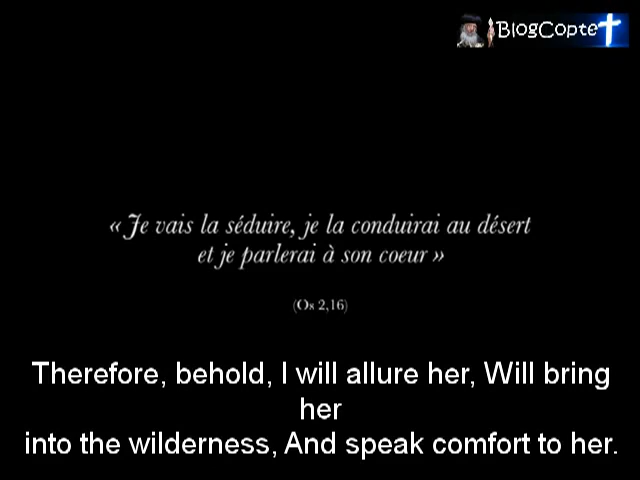 BlogCopte
« Je vais la séduire, je la conduirai au désert
et je parlerai à son coeur »
(Os 2,16)
Therefore, behold, I will allure her, Will bring
her
into the wilderness, And speak comfort to her.